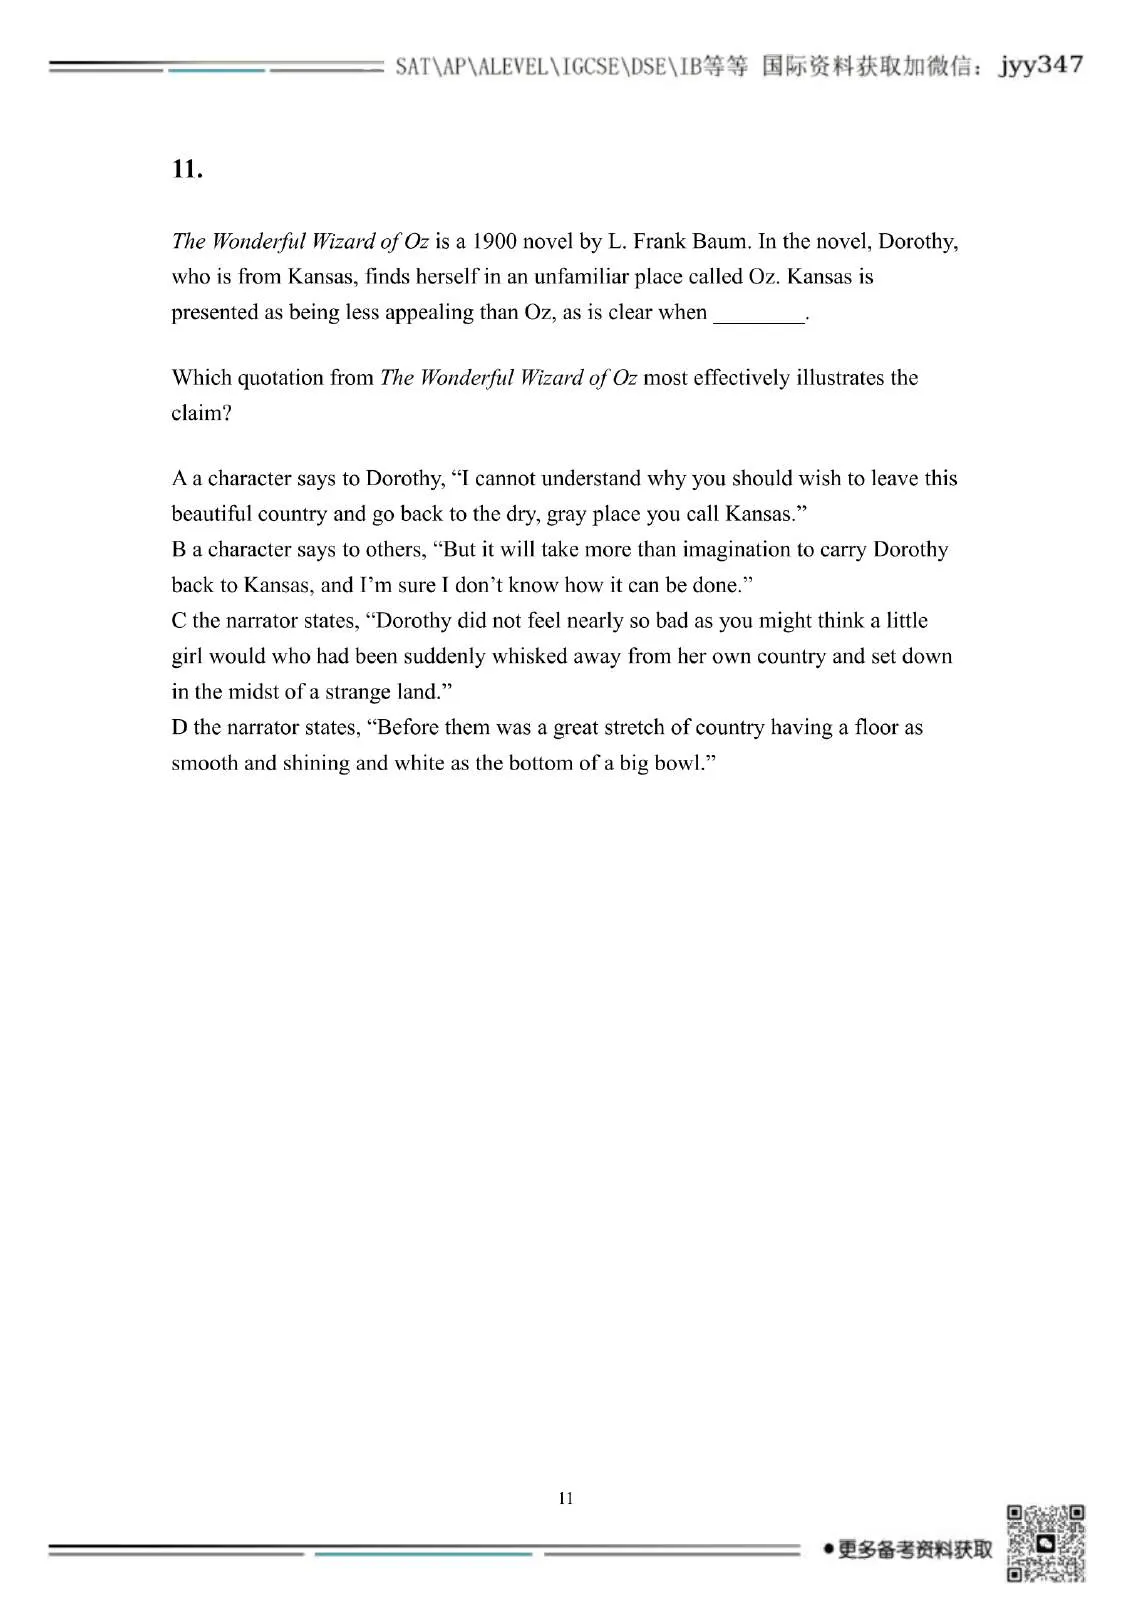 SAT\AP\ALEVEL\IGCSE\DSE\IB等等 国际资料获取加微信: jyy347
11.
The Wonderful Wizard of Oz is a 1900 novel by L. Frank Baum. In the novel, Dorothy,
who is from Kansas, finds herself in an unfamiliar place called Oz. Kansas is
presented as being less appealing than Oz, as is clear when ________.
Which quotation from The Wonderful Wizard of Oz most effectively illustrates the
claim?
A a character says to Dorothy, “I cannot understand why you should wish to leave this
beautiful country and go back to the dry, gray place you call Kansas.”
B a character says to others, “But it will take more than imagination to carry Dorothy
back to Kansas, and I’m sure I don’t know how it can be done.”
C the narrator states, “Dorothy did not feel nearly so bad as you might think a little
girl would who had been suddenly whisked away from her own country and set down
in the midst of a strange land.”
D the narrator states, “Before them was a great stretch of country having a floor as
smooth and shining and white as the bottom of a big bowl.”
11
●更多备考资料获取